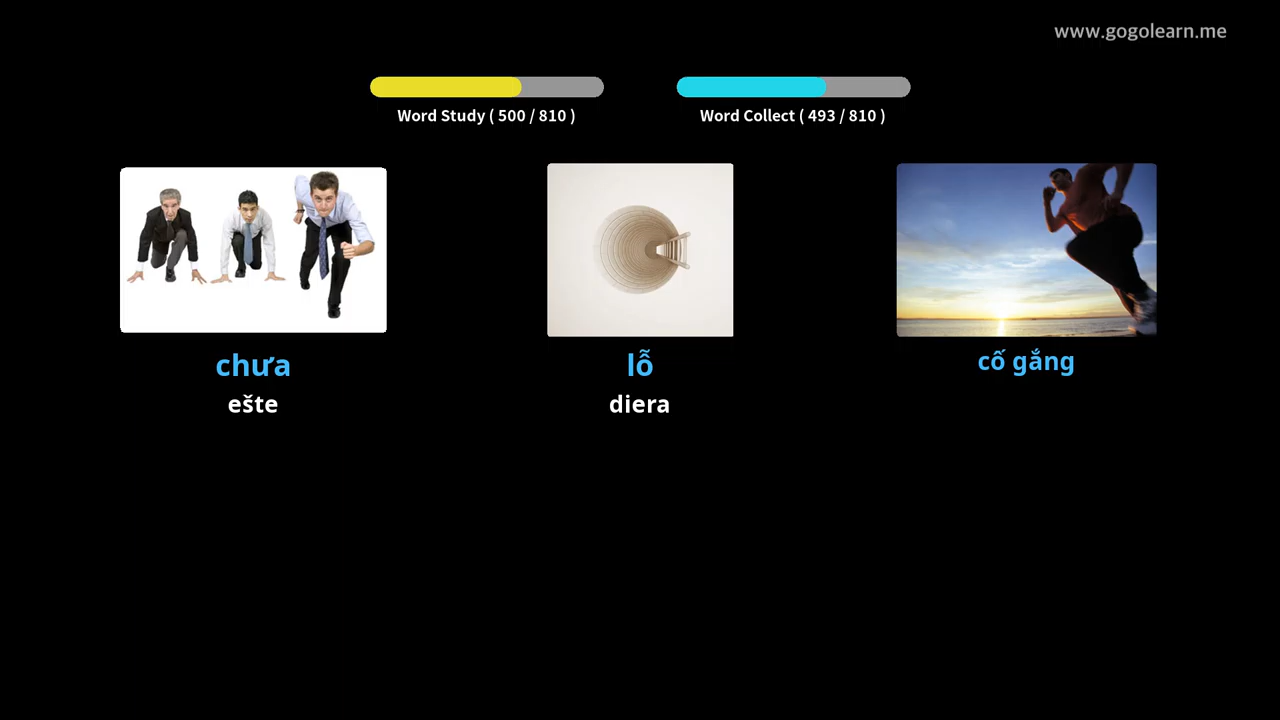 www.gogolearn.me
Word Study ( 500 / 810 )
Word Collect ( 493 / 810 )
chưa
ešte
lỗ
diera
cố gắng